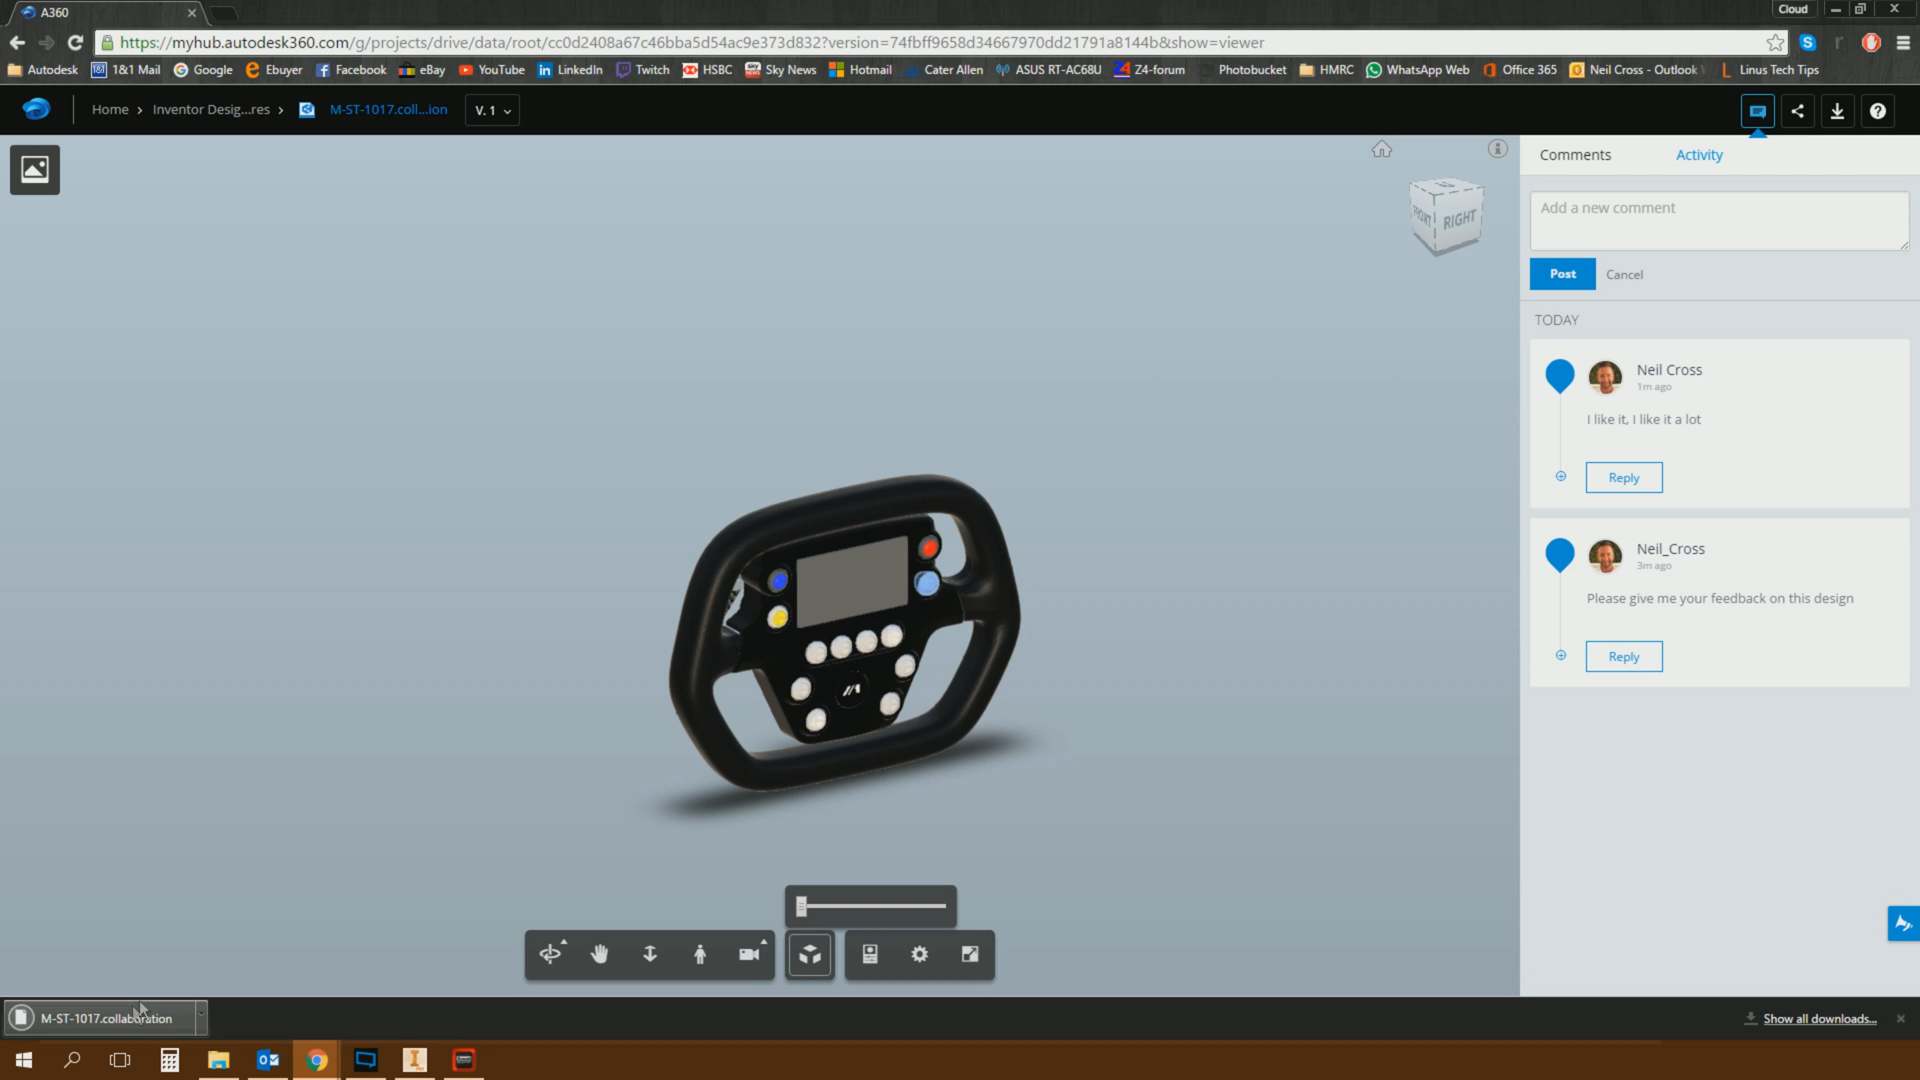 A360
Cloud
https://myhub.autodesk360.com/g/projects/drive/data/root/cc0d2408a67c46bba5d54ac9e373d832?version=74fbff9658d34667970dd21791a8144b&show=viewer
Autodesk 1&1 Mail Google Ebuyer Facebook eBay YouTube LinkedIn Twitch HSBC Sky News Hotmail Cater Allen ASUS RT-AC68U Z4-forum Photobucket HMRC WhatsApp Web Office 365 Neil Cross - Outlook Linus Tech Tips
Home > Inventor Desig...res > M-ST-1017.coll...ion V. 1
Comments Activity
FRONT RIGHT
Add a new comment
Post Cancel
TODAY
Neil Cross
1m ago
I like it, I like it a lot
Reply
Neil_Cross
3m ago
Please give me your feedback on this design
Reply
M-ST-1017.collaboration
Show all downloads...